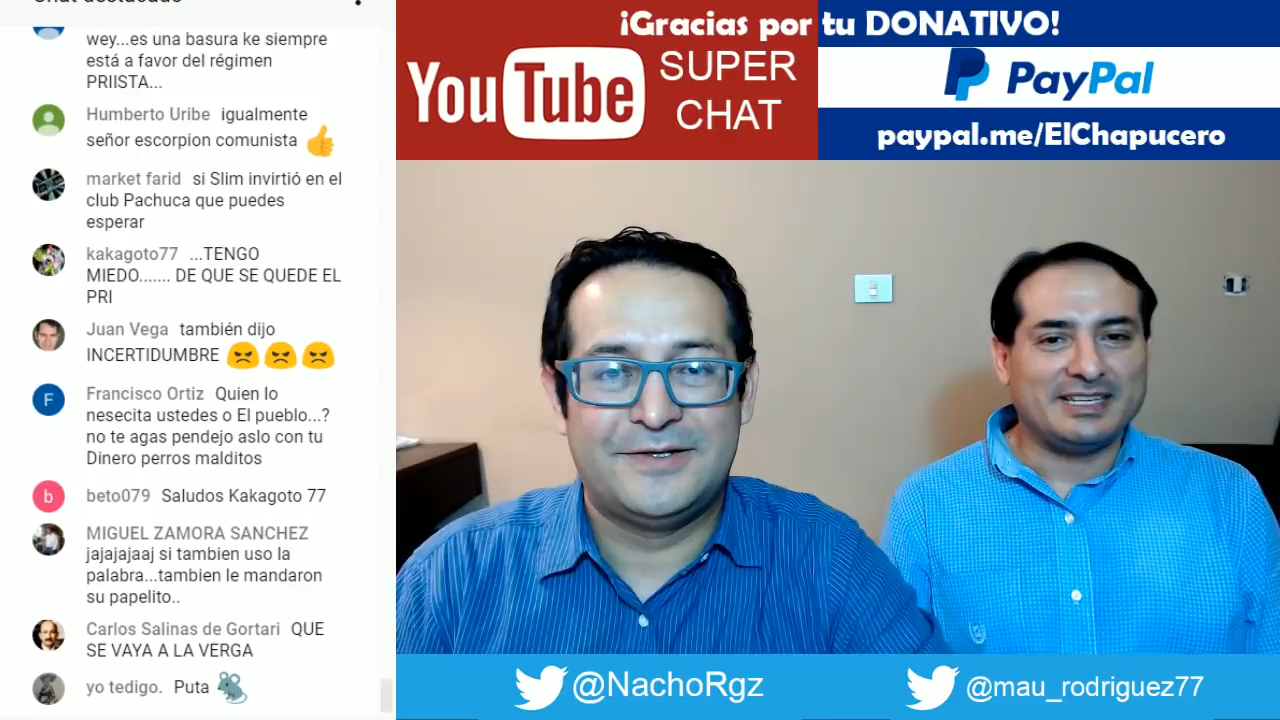 Chat destacado
wey...es una basura ke siempre
está a favor del régimen
PRIISTA...
Humberto Uribe igualmente
señor escorpion comunista
market farid si Slim invirtió en el
club Pachuca que puedes
esperar
kakagoto77 ...TENGO
MIEDO....... DE QUE SE QUEDE EL
PRI
Juan Vega también dijo
INCERTIDUMBRE
F
Francisco Ortiz Quien lo
nesecita ustedes o El pueblo...?
no te agas pendejo aslo con tu
Dinero perros malditos
b
beto079 Saludos Kakagoto 77
MIGUEL ZAMORA SANCHEZ
jajajajaaj si tambien uso la
palabra...tambien le mandaron
su papelito..
Carlos Salinas de Gortari QUE
SE VAYA A LA VERGA
yo tedigo. Puta
¡Gracias por tu DONATIVO!
YouTube
SUPER
CHAT
PayPal
paypal.me/ElChapucero
@NachoRgz
@mau_rodriguez77